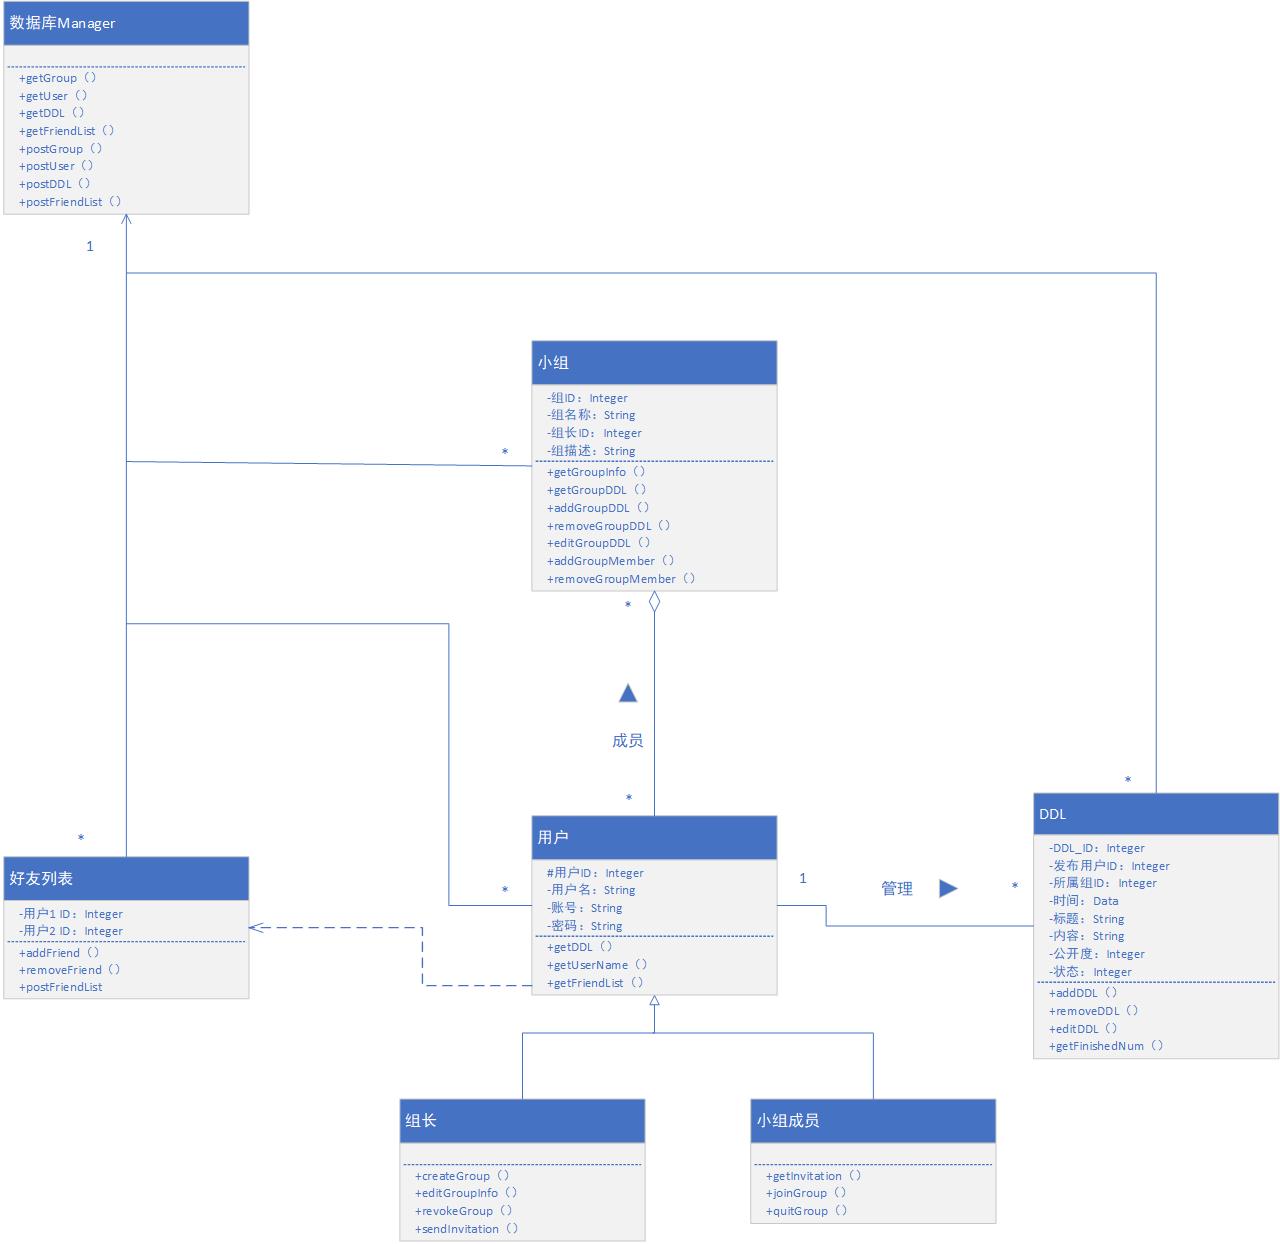 数据库Manager
+getGroup（）
+getUser（）
+getDDL（）
+getFriendList（）
+postGroup（）
+postUser（）
+postDDL（）
+postFriendList（）
1
小组
-组ID：Integer
-组名称：String
-组长ID：Integer
-组描述：String
+getGroupInfo（）
+getGroupDDL（）
+addGroupDDL（）
+removeGroupDDL（）
+editGroupDDL（）
+addGroupMember（）
+removeGroupMember（）
*
*
成员
*
用户
#用户ID：Integer
-用户名：String
-账号：String
-密码：String
+getDDL（）
+getUserName（）
+getFriendList（）
*
1
管理
*
*
DDL
-DDL_ID：Integer
-发布用户ID：Integer
-所属组ID：Integer
-时间：Data
-标题：String
-内容：String
-公开度：Integer
-状态：Integer
+addDDL（）
+removeDDL（）
+editDDL（）
+getFinishedNum（）
*
好友列表
-用户1 ID：Integer
-用户2 ID：Integer
+addFriend（）
+removeFriend（）
+postFriendList
组长
+createGroup（）
+editGroupInfo（）
+revokeGroup（）
+sendInvitation（）
小组成员
+getInvitation（）
+joinGroup（）
+quitGroup（）